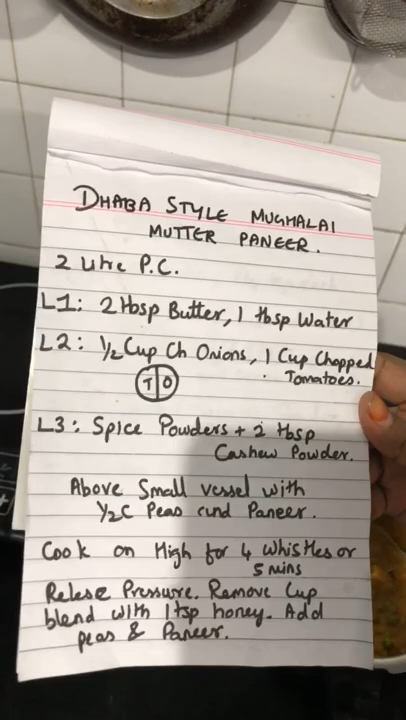 DHABA STYLE MUGHALAI
MUTTER PANEER.
2 Litre P.C.
L1: 2 tbsp Butter, 1 tbsp Water
L2: ½ Cup Ch Onions, 1 Cup Chopped
Tomatoes.
T O
L3: Spice Powders + 2 tbsp
Cashew Powder.
Above Small vessel with
½C Peas and Paneer.
Cook on High for 4 Whistles or
5 mins
Relese Pressure. Remove Cup
blend with 1 tsp honey. Add
peas & Paneer.